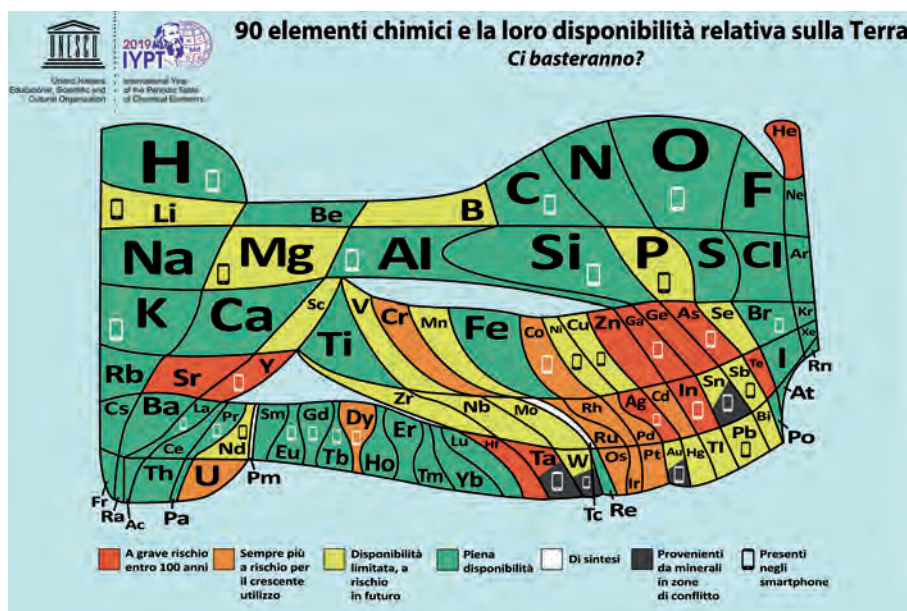 90 elementi chimici e la loro disponibilità relativa sulla Terra
Ci basteranno?
UNESCO
United Nations
Educational, Scientific and
Cultural Organization
2019
IYPT
International Year
of the Periodic Table
of Chemical Elements
H He
Li Be B C N O F Ne
Na Mg Al Si P S Cl Ar
K Ca Sc Ti V Cr Mn Fe Co Ni Cu Zn Ga Ge As Se Br Kr
Rb Sr Y Zr Nb Mo Tc Ru Rh Pd Ag Cd In Sn Sb Te I Xe
Cs Ba La Ce Pr Nd Pm Sm Eu Gd Tb Dy Ho Er Tm Yb Lu Hf Ta W Re Os Ir Pt Au Hg Tl Pb Bi Po At Rn
Fr Ra Ac Th Pa U
A grave rischio
entro 100 anni
Sempre più
a rischio per
il crescente
utilizzo
Disponibilità
limitata, a
rischio
in futuro
Piena
disponibilità
Di sintesi
Provenienti
da minerali
in zone
di conflitto
Presenti
negli
smartphone